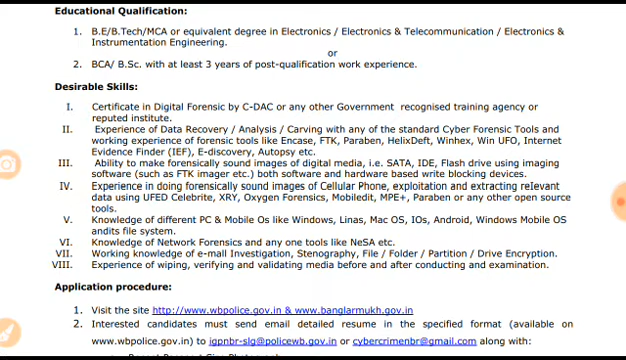 Educational Qualification:
1. B.E/B.Tech/MCA or equivalent degree in Electronics / Electronics & Telecommunication / Electronics &
Instrumentation Engineering.
or
2. BCA/ B.Sc. with at least 3 years of post-qualification work experience.
Desirable Skills:
I. Certificate in Digital Forensic by C-DAC or any other Government recognised training agency or
reputed institute.
II. Experience of Data Recovery / Analysis / Carving with any of the standard Cyber Forensic Tools and
working experience of forensic tools like Encase, FTK, Paraben, HelixDeft, Winhex, Win UFO, Internet
Evidence Finder (IEF), E-discovery, Autopsy etc.
III. Ability to make forensically sound images of digital media, i.e. SATA, IDE, Flash drive using imaging
software (such as FTK imager etc.) both software and hardware based write blocking devices.
IV. Experience in doing forensically sound images of Cellular Phone, exploitation and extracting relevant
data using UFED Celebrite, XRY, Oxygen Forensics, Mobiledit, MPE+, Paraben or any other open source
tools.
V. Knowledge of different PC & Mobile Os like Windows, Linas, Mac OS, IOs, Android, Windows Mobile OS
andits file system.
VI. Knowledge of Network Forensics and any one tools like NeSA etc.
VII. Working knowledge of e-mall Investigation, Stenography, File / Folder / Partition / Drive Encryption.
VIII. Experience of wiping, verifying and validating media before and after conducting and examination.
Application procedure:
1. Visit the site http://www.wbpolice.gov.in & www.banglarmukh.gov.in
2. Interested candidates must send email detailed resume in the specified format (available on
www.wbpolice.gov.in) to igpnbr-slg@policewb.gov.in or cybercrimenbr@gmail.com along with: